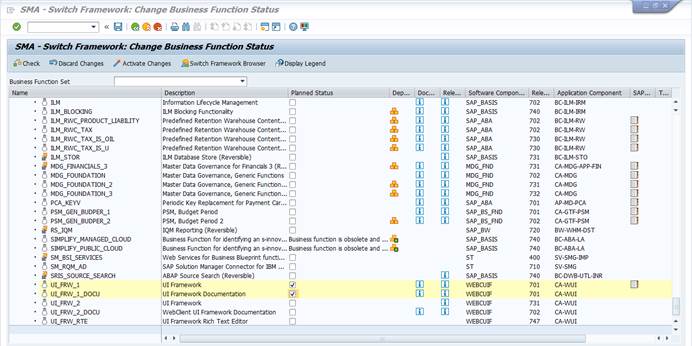 SMA - Switch Framework: Change Business Function Status
SMA - Switch Framework: Change Business Function Status
Check Discard Changes Activate Changes Switch Framework Browser Display Legend
Business Function Set
Name Description Planned Status Dep... Doc... Rele... Software Compon... Rele... Application Component SAP... T...
ILM Information Lifecycle Management SAP_BASIS 702 BC-ILM-IRM
ILM_BLOCKING ILM Blocking Functionality SAP_BASIS 740 BC-ILM-IRM
ILM_RWC_PRODUCT_LIABILITY Predefined Retention Warehouse Content... SAP_ABA 702 BC-ILM-RW
ILM_RWC_TAX Predefined Retention Warehouse Content... SAP_ABA 702 BC-ILM-RW
ILM_RWC_TAX_IS_OIL Predefined Retention Warehouse Content... SAP_ABA 730 BC-ILM-RW
ILM_RWC_TAX_IS_U Predefined Retention Warehouse Content... SAP_ABA 730 BC-ILM-RW
ILM_STOR ILM Database Store (Reversible) SAP_BASIS 731 BC-ILM-STO
MDG_FINANCIALS_3 Master Data Governance for Financials 3 (R... MDG_FND 731 CA-MDG-APP-FIN
MDG_FOUNDATION Master Data Governance, Generic Functions MDG_FND 702 CA-MDG
MDG_FOUNDATION_2 Master Data Governance, Generic Function... MDG_FND 731 CA-MDG
MDG_FOUNDATION_3 Master Data Governance, Generic Function... MDG_FND 732 CA-MDG
PCA_KEYV Periodic Key Replacement for Payment Car... SAP_ABA 701 AP-MD-PCA
PSM_GEN_BUDPER_1 PSM, Budget Period SAP_BS_FND 701 CA-GTF-PSM
PSM_GEN_BUDPER_2 PSM, Budget Period 2 SAP_BS_FND 702 CA-GTF-PSM
RS_IQM IQM Reporting (Reversible) SAP_BW 720 BW-WHM-DST
SIMPLIFY_MANAGED_CLOUD Business Function for identifying an s-innov... Business function is obsolete and ... SAP_BASIS 740 BC-ABA-LA
SIMPLIFY_PUBLIC_CLOUD Business Function for identifying an s-innov... Business function is obsolete and ... SAP_BASIS 740 BC-ABA-LA
SM_BSI_SERVICES Web Services for Business Blueprint Integr... ST 400 SV-SMG-IMP
SM_RQM_AD SAP Solution Manager Connector for IBM ... ST 710 SV-SMG
SRIS_SOURCE_SEARCH ABAP Source Search (Reversible) SAP_BASIS 740 BC-DWB-UTL-INR
UI_FRW_1 UI Framework WEBCUIF 701 CA-WUI
UI_FRW_1_DOCU UI Framework Documentation WEBCUIF 701 CA-WUI
UI_FRW_2 UI Framework WEBCUIF 731 CA-WUI
UI_FRW_2_DOCU WebClient UI Framework Documentation WEBCUIF 702 CA-WUI
UI_FRW_RTE UI Framework Rich Text Editor WEBCUIF 747 CA-WUI